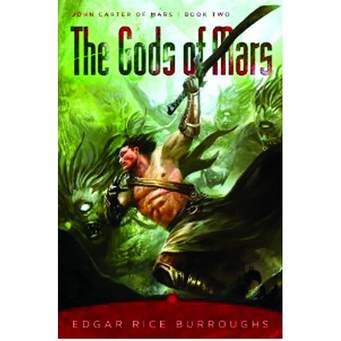 JOHN CARTER OF MARS | BOOK TWO
The Gods of Mars
EDGAR RICE BURROUGHS